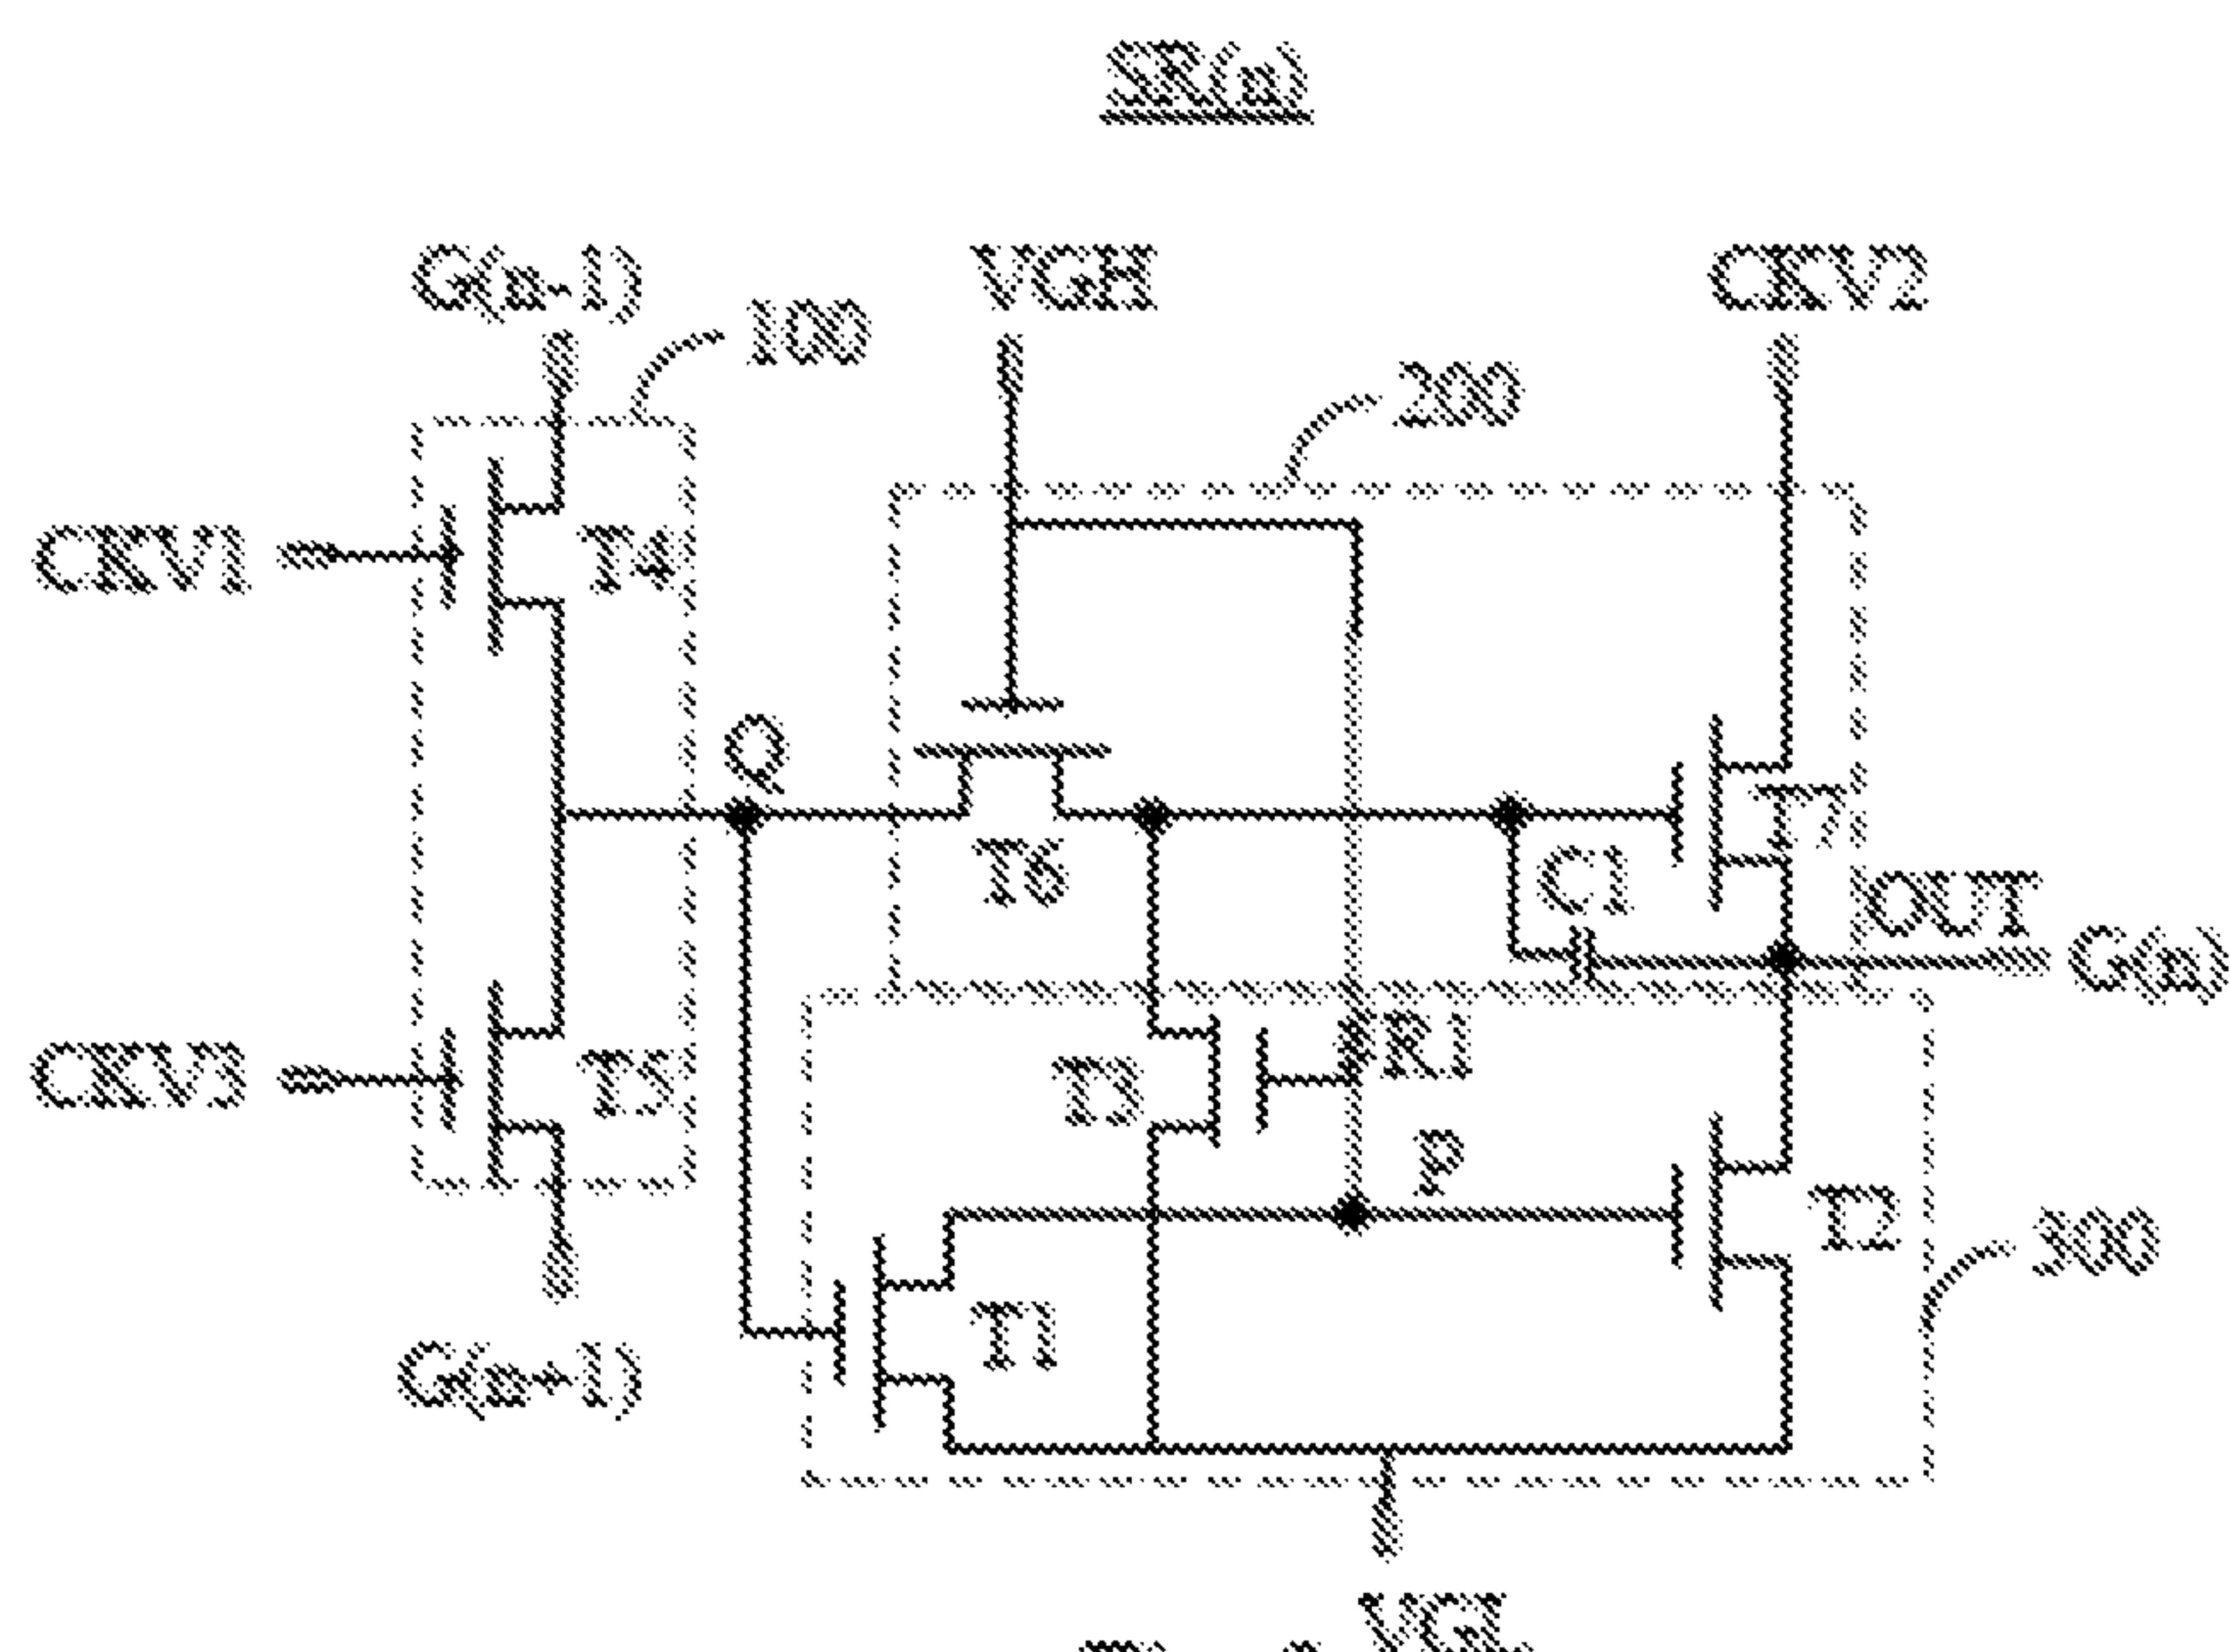 SR(n)
G(n-1)
VGH
CKV2
100
200
CKV1
T4
Q
T7
T6
C1
OUT
G(n)
CKV3
T5
T3
R1
P
T2
300
T1
G(n+1)
VGL